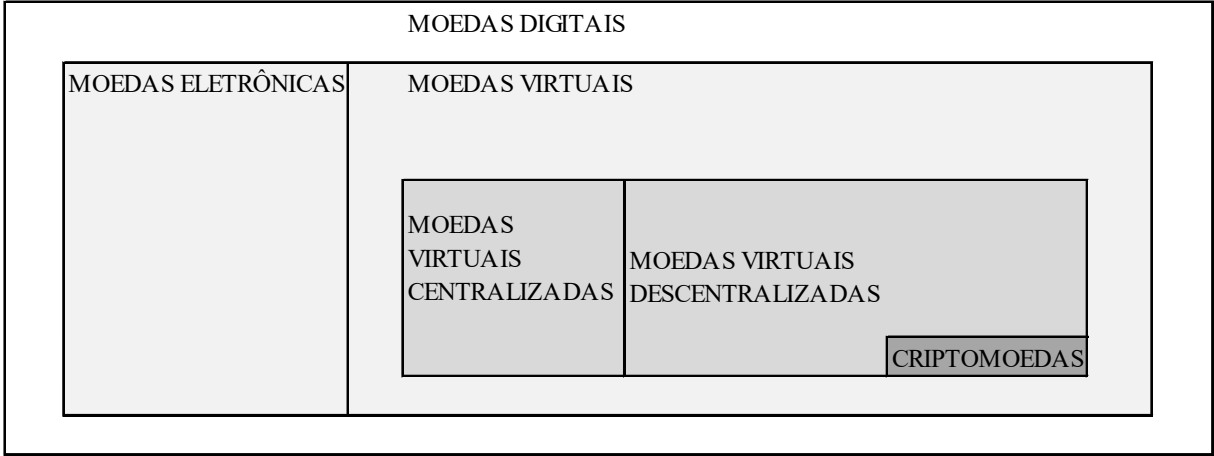 MOEDAS DIGITAIS
MOEDAS ELETRÔNICAS
MOEDAS VIRTUAIS
MOEDAS
VIRTUAIS
CENTRALIZADAS
MOEDAS VIRTUAIS
DESCENTRALIZADAS
CRIPTOMOEDAS